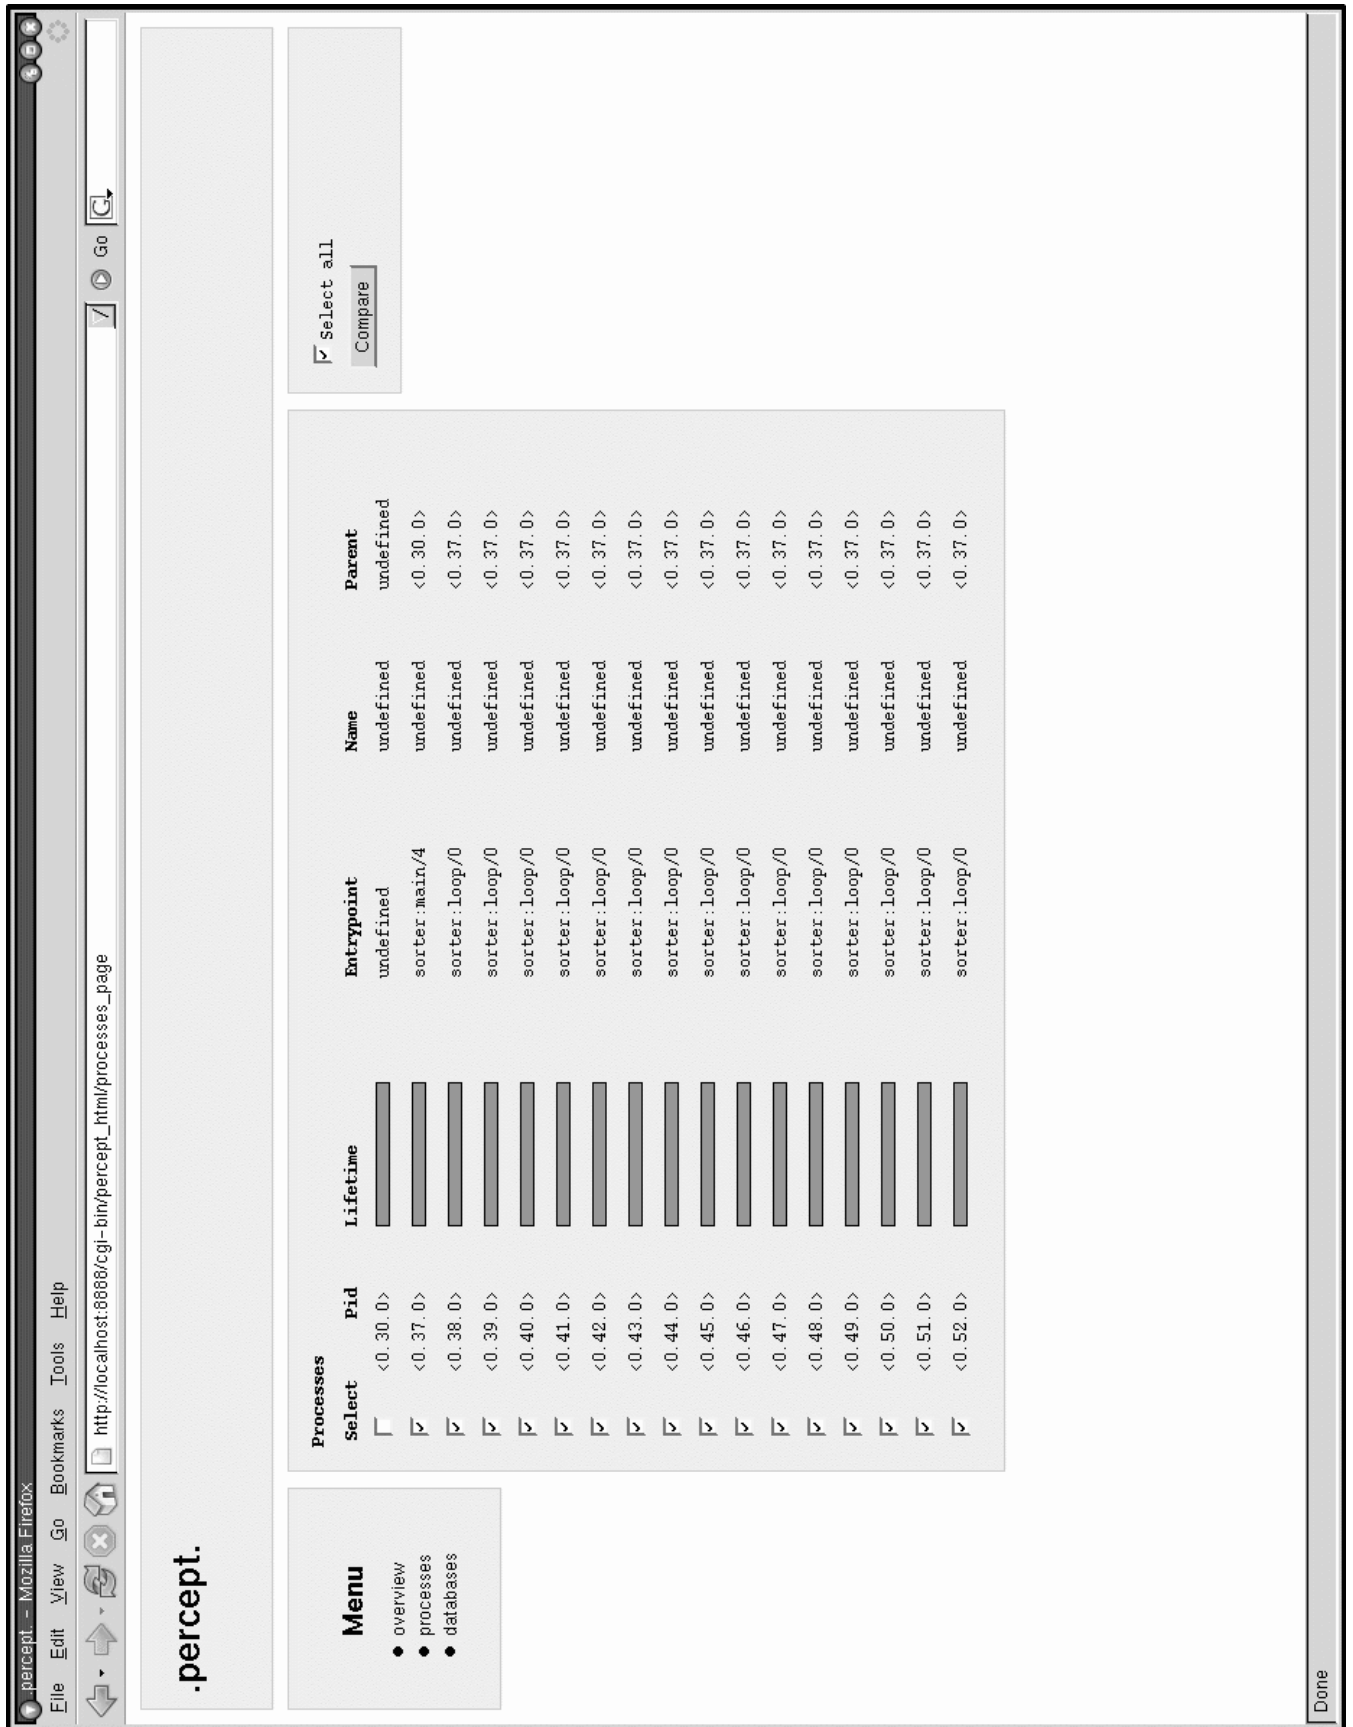 .percept. - Mozilla Firefox
File Edit View Go Bookmarks Tools Help
http://localhost:8888/cgi-bin/percept_html/processes_page Go G
.percept.
Menu
overview
processes
databases
Processes
Select Pid Lifetime Entrypoint Name Parent
<0.30.0> undefined undefined undefined
<0.37.0> sorter:main/4 undefined <0.30.0>
<0.38.0> sorter:loop/0 undefined <0.37.0>
<0.39.0> sorter:loop/0 undefined <0.37.0>
<0.40.0> sorter:loop/0 undefined <0.37.0>
<0.41.0> sorter:loop/0 undefined <0.37.0>
<0.42.0> sorter:loop/0 undefined <0.37.0>
<0.43.0> sorter:loop/0 undefined <0.37.0>
<0.44.0> sorter:loop/0 undefined <0.37.0>
<0.45.0> sorter:loop/0 undefined <0.37.0>
<0.46.0> sorter:loop/0 undefined <0.37.0>
<0.47.0> sorter:loop/0 undefined <0.37.0>
<0.48.0> sorter:loop/0 undefined <0.37.0>
<0.49.0> sorter:loop/0 undefined <0.37.0>
<0.50.0> sorter:loop/0 undefined <0.37.0>
<0.51.0> sorter:loop/0 undefined <0.37.0>
<0.52.0> sorter:loop/0 undefined <0.37.0>
Select all
Compare
Done